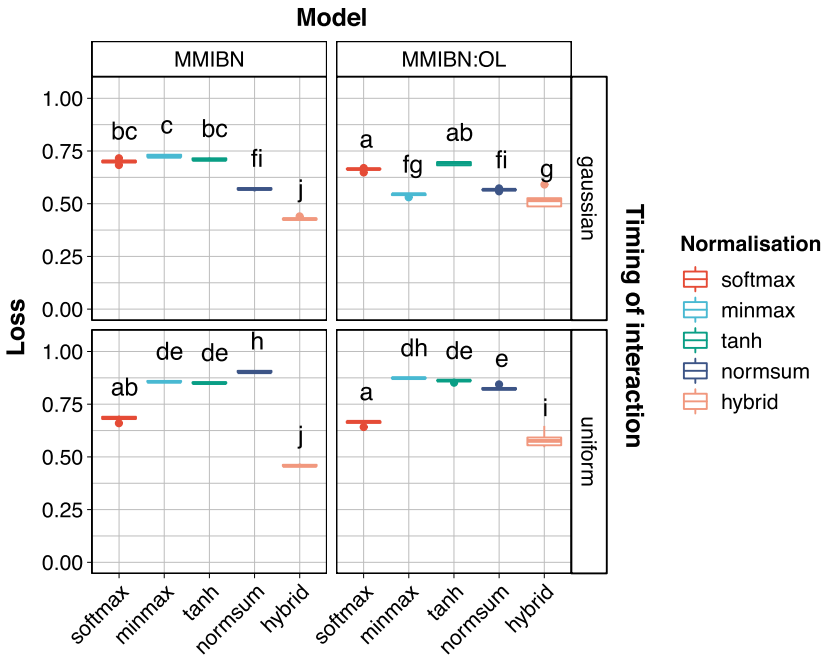 Model
MMIBN
MMIBN:OL
1.00
0.75
0.50
0.25
0.00
bc
c
bc
fi
j
a
fg
ab
fi
g
gaussian
1.00
0.75
0.50
0.25
0.00
ab
de
de
h
j
a
dh
de
e
i
uniform
Loss
Timing of interaction
softmax
minmax
tanh
normsum
hybrid
softmax
minmax
tanh
normsum
hybrid
Normalisation
softmax
minmax
tanh
normsum
hybrid